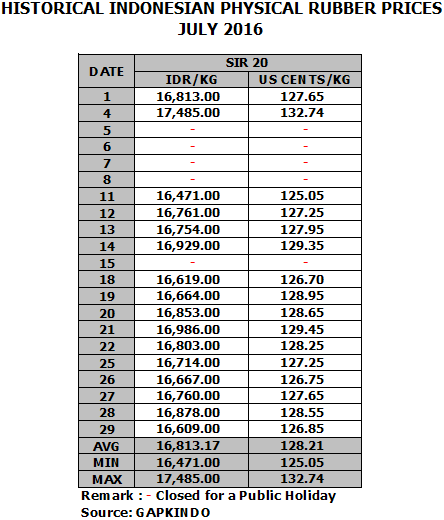 HISTORICAL INDONESIAN PHYSICAL RUBBER PRICES
JULY 2016
DATE SIR 20
IDR/KG US CENTS/KG
1 16,813.00 127.65
4 17,485.00 132.74
5 - -
6 - -
7 - -
8 - -
11 16,471.00 125.05
12 16,761.00 127.25
13 16,754.00 127.95
14 16,929.00 129.35
15 - -
18 16,619.00 126.70
19 16,664.00 128.95
20 16,853.00 128.65
21 16,986.00 129.45
22 16,803.00 128.25
25 16,714.00 127.25
26 16,667.00 126.75
27 16,760.00 127.65
28 16,878.00 128.55
29 16,609.00 126.85
AVG 16,813.17 128.21
MIN 16,471.00 125.05
MAX 17,485.00 132.74
Remark : - Closed for a Public Holiday
Source: GAPKINDO